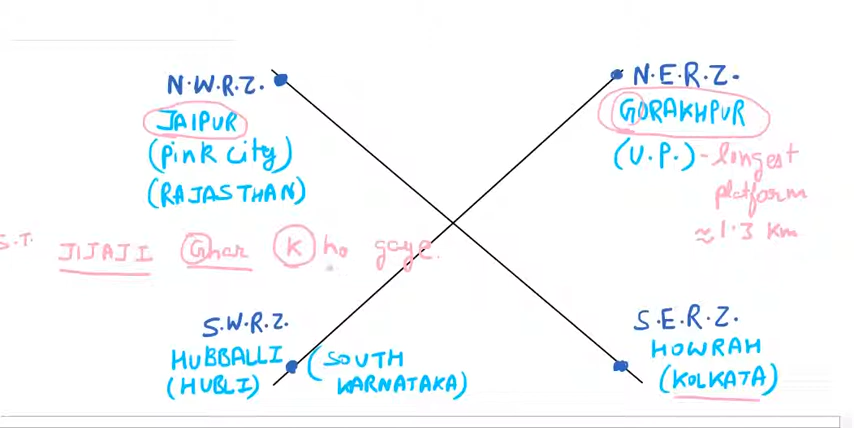 N.W.R.Z.
JAIPUR
(Pink City)
(RAJASTHAN)
N.E.R.Z.
GORAKHPUR
(U.P.) - longest
platform
≈ 1.3 Km
S.T. JIJAJI Ghar Kho gaye.
S.W.R.Z.
HUBBALLI (SOUTH
(HUBLI) KARNATAKA)
S.E.R.Z.
HOWRAH
(KOLKATA)